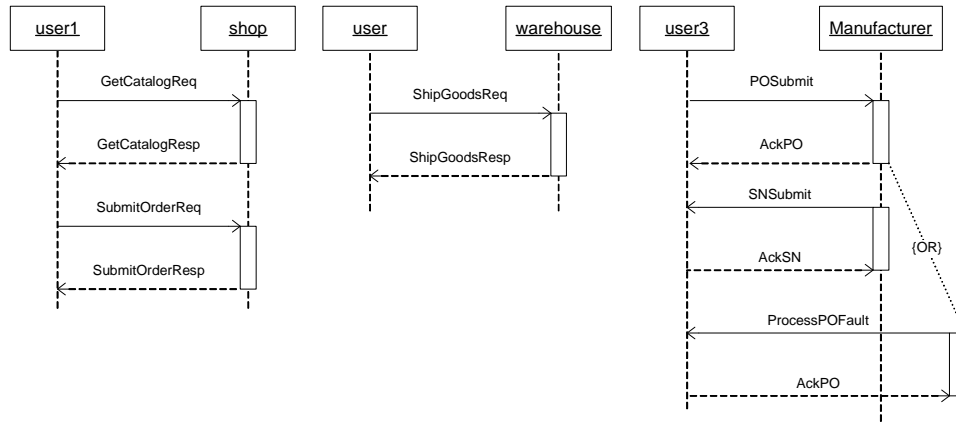 user1
shop
GetCatalogReq
GetCatalogResp
SubmitOrderReq
SubmitOrderResp
user
warehouse
ShipGoodsReq
ShipGoodsResp
user3
Manufacturer
POSubmit
AckPO
SNSubmit
{OR}
AckSN
ProcessPOFault
AckPO